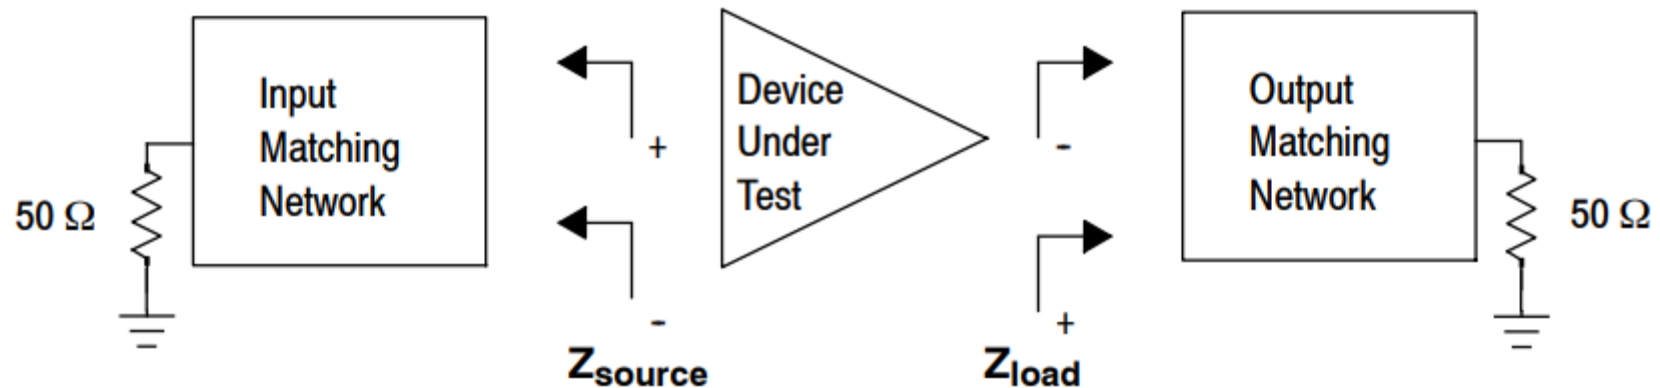 Input
Matching
Network
50 Ω
+
-
Zsource
Device
Under
Test
-
+
Zload
Output
Matching
Network
50 Ω